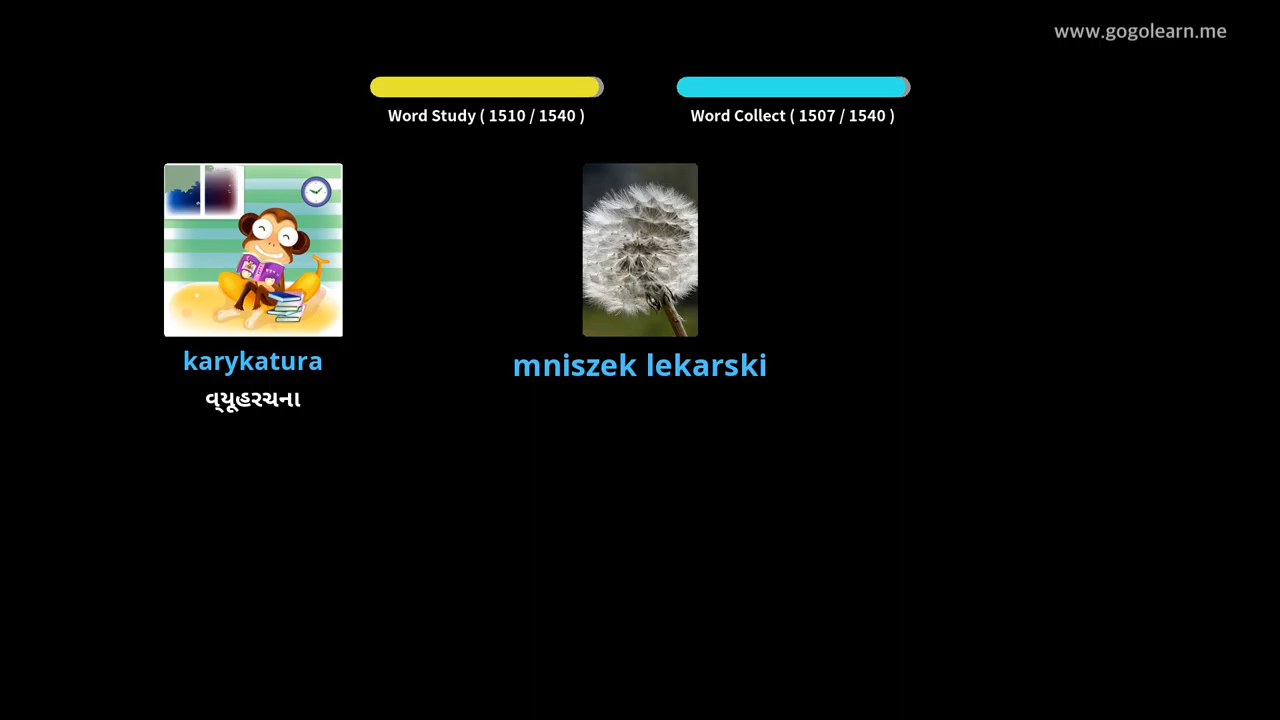 www.gogolearn.me
Word Study ( 1510 / 1540 )
Word Collect ( 1507 / 1540 )
karykatura
વ્યૂહરચના
mniszek lekarski